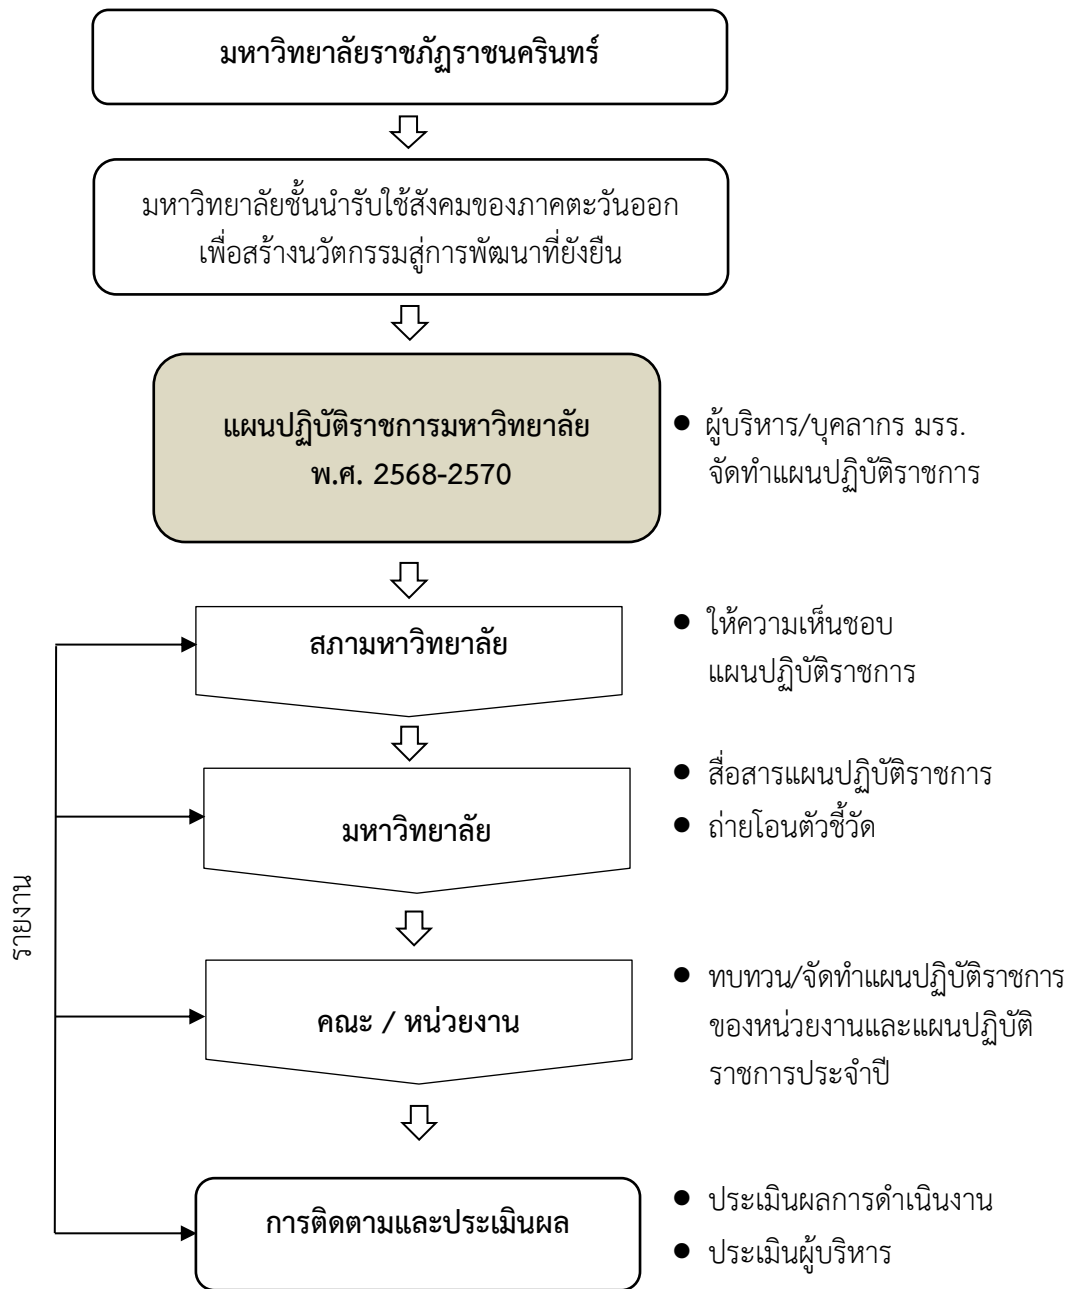 มหาวิทยาลัยราชภัฏราชนครินทร์
มหาวิทยาลัยชั้นนำรับใช้สังคมของภาคตะวันออก
เพื่อสร้างนวัตกรรมสู่การพัฒนาที่ยังยืน
แผนปฏิบัติราชการมหาวิทยาลัย
พ.ศ. 2568-2570
● ผู้บริหาร/บุคลากร มรร.
จัดทำแผนปฏิบัติราชการ
สภามหาวิทยาลัย
● ให้ความเห็นชอบ
แผนปฏิบัติราชการ
มหาวิทยาลัย
● สื่อสารแผนปฏิบัติราชการ
● ถ่ายโอนตัวชี้วัด
รายงาน
คณะ / หน่วยงาน
● ทบทวน/จัดทำแผนปฏิบัติราชการ
ของหน่วยงานและแผนปฏิบัติ
ราชการประจำปี
การติดตามและประเมินผล
● ประเมินผลการดำเนินงาน
● ประเมินผู้บริหาร